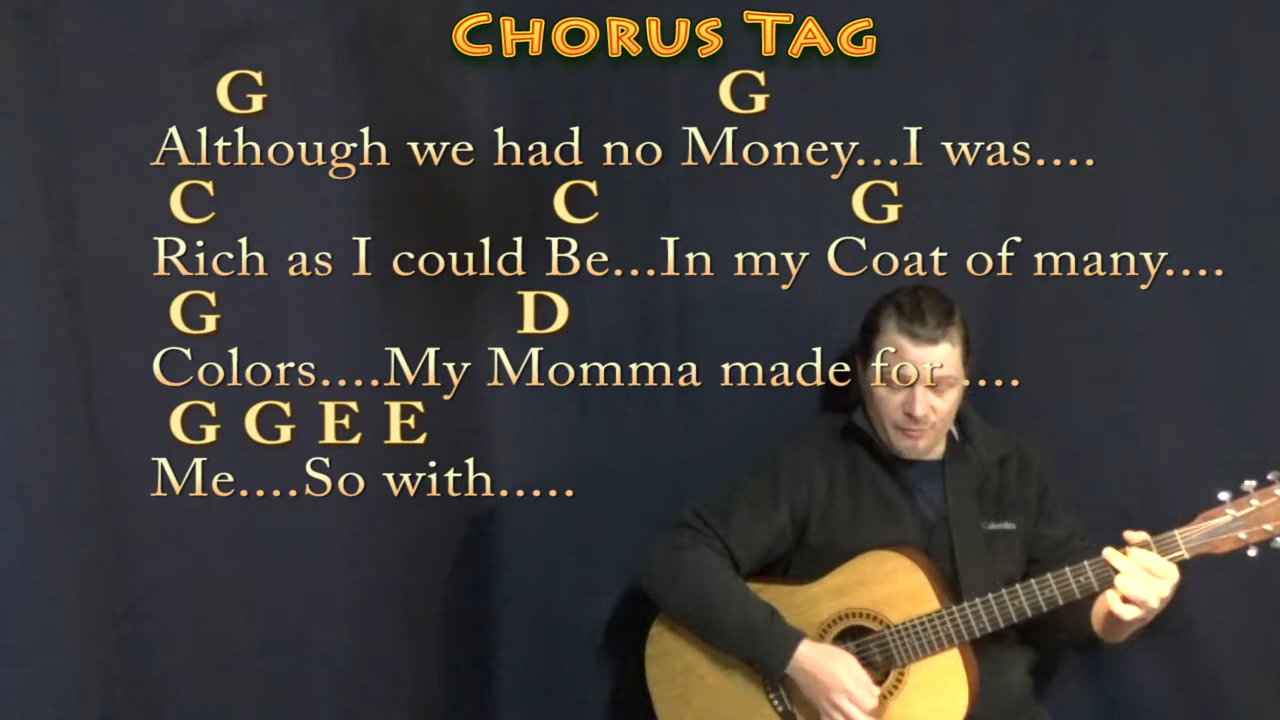 CHORUS TAG
G G
Although we had no Money...I was....
C C G
Rich as I could Be...In my Coat of many....
G D
Colors....My Momma made for ....
G G E E
Me....So with.....
Columbia